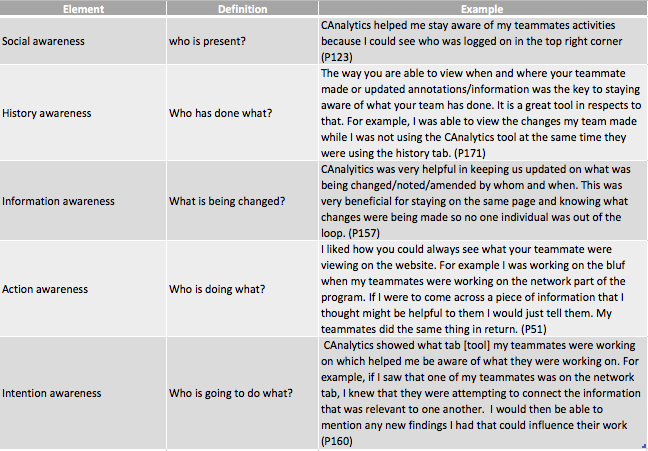 Element Definition Example
Social awareness
who is present?
CAnalytics helped me stay aware of my teammates activities
because I could see who was logged on in the top right corner
(P123)
History awareness
Who has done what?
The way you are able to view when and where your teammate
made or updated annotations/information was the key to staying
aware of what your team has done. It is a great tool in respects to
that. For example, I was able to view the changes my team made
while I was not using the CAnalytics tool at the same time they
were using the history tab. (P171)
Information awareness
What is being changed?
CAnalyitics was very helpful in keeping us updated on what was
being changed/noted/amended by whom and when. This was
very beneficial for staying on the same page and knowing what
changes were being made so no one individual was out of the
loop. (P157)
Action awareness
Who is doing what?
I liked how you could always see what your teammate were
viewing on the website. For example I was working on the bluf
when my teammates were working on the network part of the
program. If I were to come across a piece of information that I
thought might be helpful to them I would just tell them. My
teammates did the same thing in return. (P51)
Intention awareness
Who is going to do what?
CAnalytics showed what tab [tool] my teammates were working
on which helped me be aware of what they were working on. For
example, if I saw that one of my teammates was on the network
tab, I knew that they were attempting to connect the information
that was relevant to one another. I would then be able to
mention any new findings I had that could influence their work
(P160)